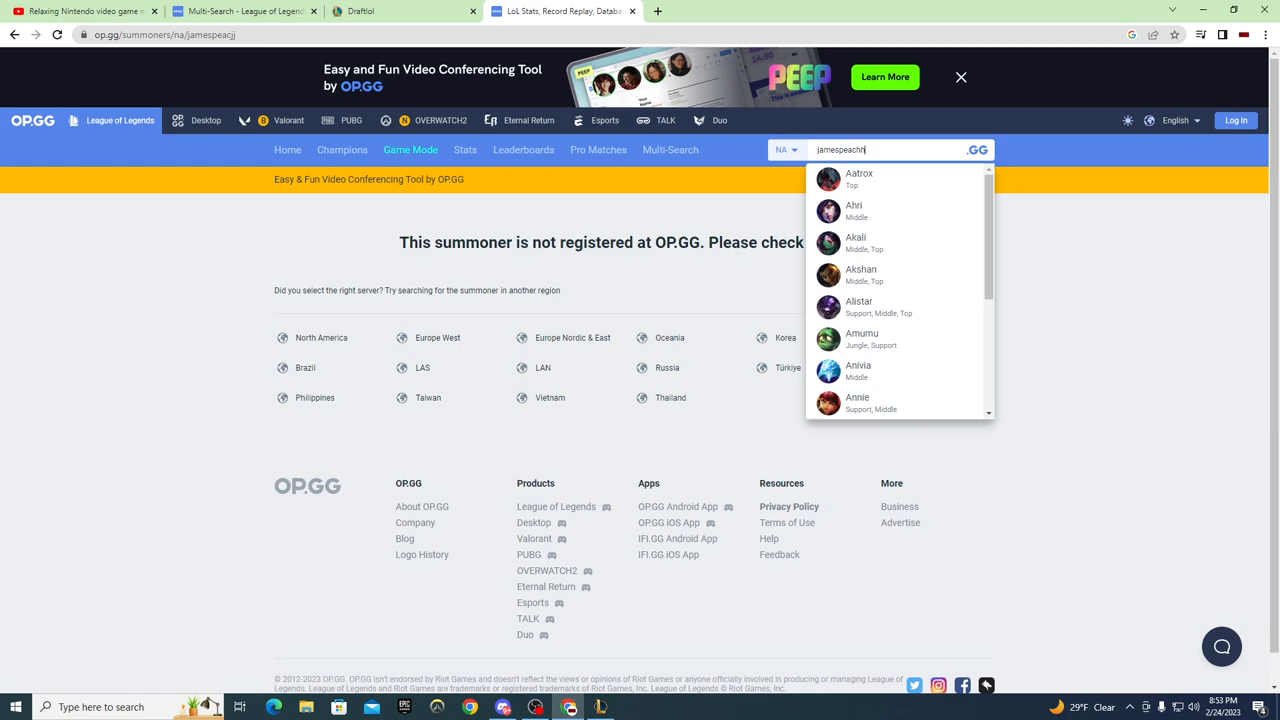 Relaxing Nintendo video game m
Multi-Search - League of Legend
Draftlol
LoL Stats, Record Replay, Databa
op.gg/summoners/na/jamespeacjj
Easy and Fun Video Conferencing Tool
by OP.GG
PEEP
Learn More
OP.GG League of Legends Desktop Valorant PUBG OVERWATCH2 Eternal Return Esports TALK Duo English Log In
Home Champions Game Mode Stats Leaderboards Pro Matches Multi-Search NA jamespeachh .GG
Easy & Fun Video Conferencing Tool by OP.GG
Aatrox
Top
Ahri
Middle
Akali
Middle, Top
Akshan
Middle, Top
Alistar
Support, Middle, Top
Amumu
Jungle, Support
Anivia
Middle
Annie
Support, Middle
This summoner is not registered at OP.GG. Please check
Did you select the right server? Try searching for the summoner in another region
North America Europe West Europe Nordic & East Oceania Korea
Brazil LAS LAN Russia Türkiye
Philippines Taiwan Vietnam Thailand
OP.GG
OP.GG
About OP.GG
Company
Blog
Logo History
Products
League of Legends
Desktop
Valorant
PUBG
OVERWATCH2
Eternal Return
Esports
TALK
Duo
Apps
OP.GG Android App
OP.GG iOS App
IFI.GG Android App
IFI.GG iOS App
Resources
Privacy Policy
Terms of Use
Help
Feedback
More
Business
Advertise
© 2012-2023 OP.GG. OP.GG isn't endorsed by Riot Games and doesn't reflect the views or opinions of Riot Games or anyone officially involved in producing or managing League of
Legends. League of Legends and Riot Games are trademarks or registered trademarks of Riot Games, Inc. League of Legends © Riot Games, Inc.
Type here to search
29°F Clear
8:53 PM
2/24/2023